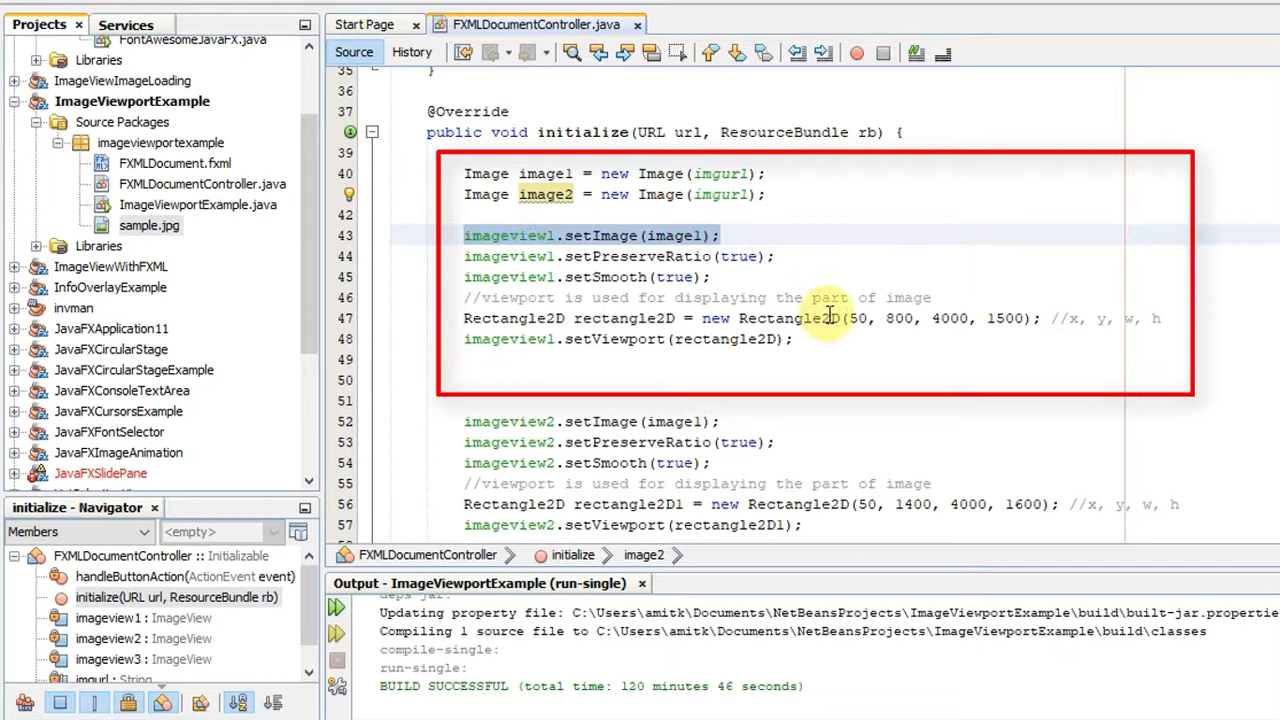 Projects
Services
FontAwesomeJavaFX.java
Libraries
ImageViewImageLoading
ImageViewportExample
Source Packages
imageviewportexample
FXMLDocument.fxml
FXMLDocumentController.java
ImageViewportExample.java
sample.jpg
Libraries
ImageViewWithFXML
InfoOverlayExample
invman
JavaFXApplication11
JavaFXCircularStage
JavaFXCircularStageExample
JavaFXConsoleTextArea
JavaFXCursorsExample
JavaFXFontSelector
JavaFXImageAnimation
JavaFXSlidePane
initialize - Navigator
Members
<empty>
FXMLDocumentController :: Initializable
handleButtonAction(ActionEvent event)
initialize(URL url, ResourceBundle rb)
imageview1 : ImageView
imageview2 : ImageView
imageview3 : ImageView
imgurl : String
Start Page
FXMLDocumentController.java
Source
History
35 }
36
37 @Override
public void initialize(URL url, ResourceBundle rb) {
39
40 Image image1 = new Image(imgurl);
Image image2 = new Image(imgurl);
42
43 imageview1.setImage(image1);
44 imageview1.setPreserveRatio(true);
45 imageview1.setSmooth(true);
46 //viewport is used for displaying the part of image
47 Rectangle2D rectangle2D = new Rectangle2D(50, 800, 4000, 1500); //x, y, w, h
48 imageview1.setViewport(rectangle2D);
49
50
51
52 imageview2.setImage(image1);
53 imageview2.setPreserveRatio(true);
54 imageview2.setSmooth(true);
55 //viewport is used for displaying the part of image
56 Rectangle2D rectangle2D1 = new Rectangle2D(50, 1400, 4000, 1600); //x, y, w, h
57 imageview2.setViewport(rectangle2D1);
FXMLDocumentController
initialize
image2
Output - ImageViewportExample (run-single)
deps-jar:
Updating property file: C:\Users\amitk\Documents\NetBeansProjects\ImageViewportExample\build\built-jar.properties
Compiling 1 source file to C:\Users\amitk\Documents\NetBeansProjects\ImageViewportExample\build\classes
compile-single:
run-single:
BUILD SUCCESSFUL (total time: 120 minutes 46 seconds)